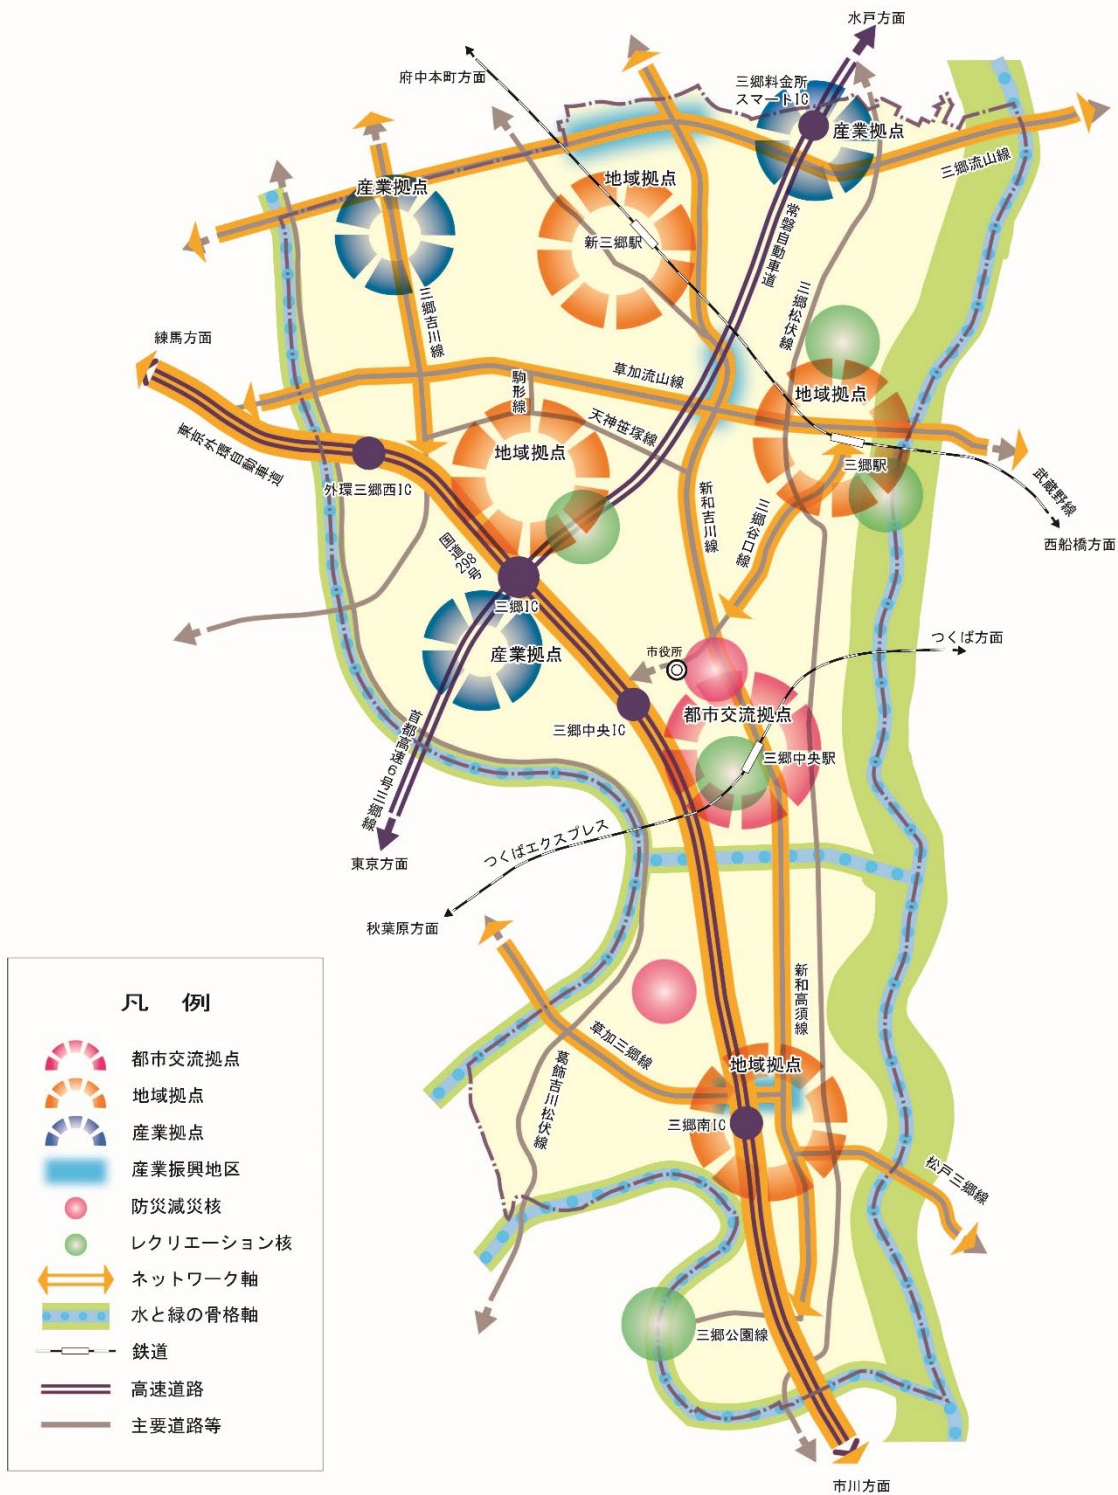 水戸方面
府中本町方面
三郷料金所
スマートIC
産業拠点
三郷流山線
産業拠点
地域拠点
新三郷駅
常磐自動車道
三郷松伏線
三郷吉川線
練馬方面
東京外環自動車道
駒形線
草加流山線
天神笹塚線
地域拠点
三郷駅
武蔵野線
西船橋方面
地域拠点
外環三郷西IC
国道298号
三郷IC
新和吉川線
三郷谷口線
産業拠点
市役所
つくば方面
都市交流拠点
三郷中央IC
三郷中央駅
首都高速6号三郷線
東京方面
つくばエクスプレス
秋葉原方面
新和高須線
草加三郷線
葛飾吉川松伏線
地域拠点
三郷南IC
松戸三郷線
三郷公園線
市川方面
凡 例
都市交流拠点
地域拠点
産業拠点
産業振興地区
防災減災核
レクリエーション核
ネットワーク軸
水と緑の骨格軸
鉄道
高速道路
主要道路等